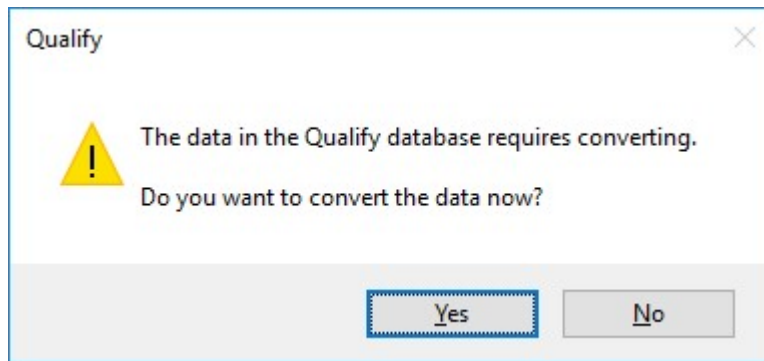 Qualify
The data in the Qualify database requires converting.
Do you want to convert the data now?
Yes No